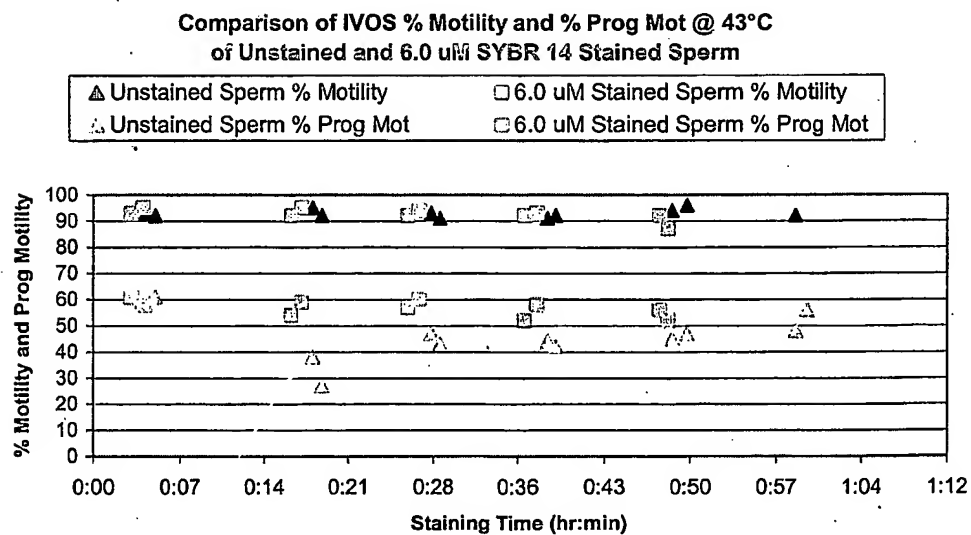 Comparison of IVOS % Motility and % Prog Mot @ 43°C
of Unstained and 6.0 uM SYBR 14 Stained Sperm
Unstained Sperm % Motility
6.0 uM Stained Sperm % Motility
Unstained Sperm % Prog Mot
6.0 uM Stained Sperm % Prog Mot
% Motility and Prog Motility
100
90
80
70
60
50
40
30
20
10
0
0:00 0:07 0:14 0:21 0:28 0:36 0:43 0:50 0:57 1:04 1:12
Staining Time (hr:min)